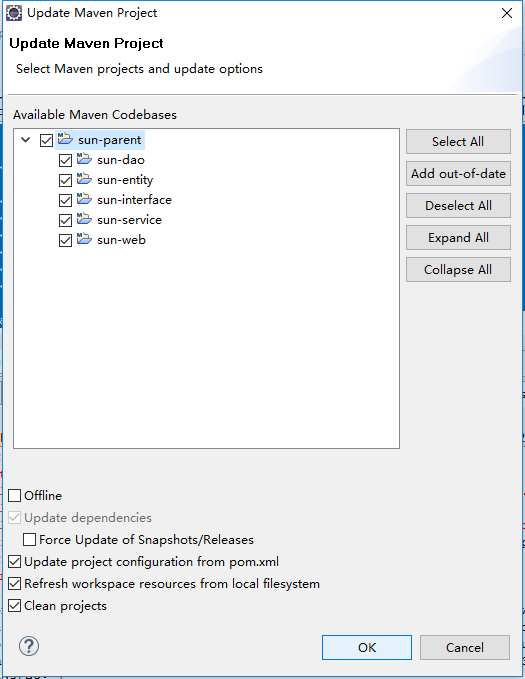 Update Maven Project
Update Maven Project
Select Maven projects and update options
Available Maven Codebases
sun-parent
sun-dao
sun-entity
sun-interface
sun-service
sun-web
Select All
Add out-of-date
Deselect All
Expand All
Collapse All
Offline
Update dependencies
Force Update of Snapshots/Releases
Update project configuration from pom.xml
Refresh workspace resources from local filesystem
Clean projects
OK
Cancel